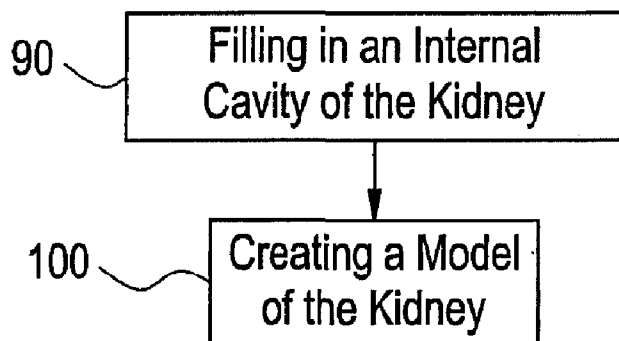 90
Filling in an Internal
Cavity of the Kidney
100
Creating a Model
of the Kidney